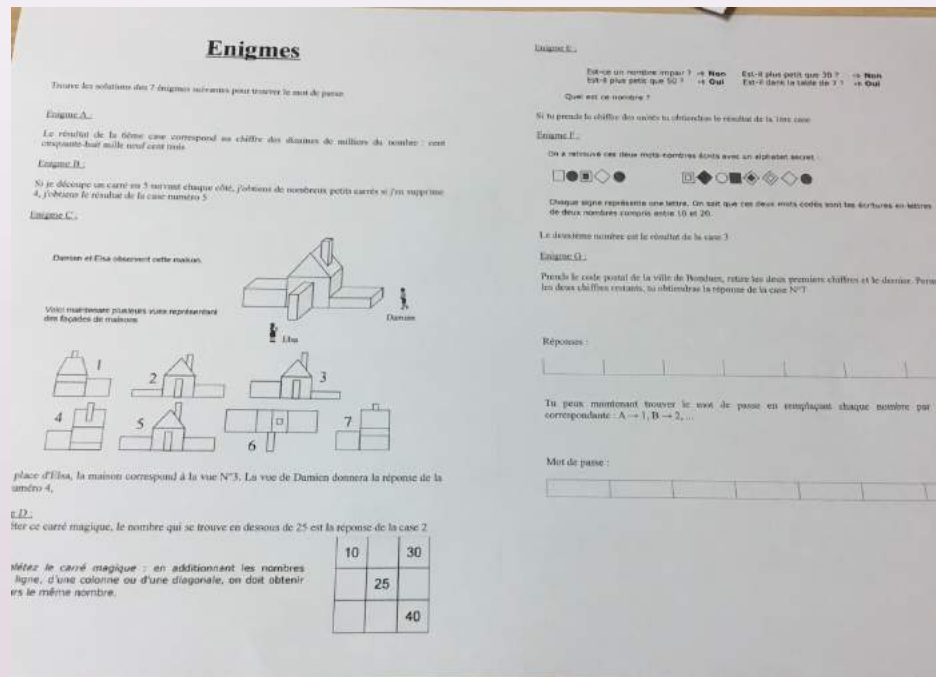 Enigmes
Trouve les solutions des 7 énigmes suivantes pour trouver le mot de passe
Enigme A :
Le résultat de la 6ème case correspond au chiffre des dizaines de millions du nombre : cent
cinquante-huit mille neuf cent trois
Enigme B :
Si je découpe un carré en 5 suivant chaque côté, j'obtiens de nombreux petits carrés si j'en supprime
4, j'obtiens le résultat de la case numéro 5
Enigme C :
Damien et Elsa observent cette maison.
Voici maintenant plusieurs vues représentant
des façades de maisons
Damien
Elsa
1
2
3
4
5
6
7
place d'Elsa, la maison correspond à la vue N°3. La vue de Damien donnera la réponse de la
numéro 4,
e D :
éter ce carré magique, le nombre qui se trouve en dessous de 25 est la réponse de la case 2
plétez le carré magique : en additionnant les nombres
ligne, d'une colonne ou d'une diagonale, on doit obtenir
rs le même nombre.
10 30
25
40
Enigme E :
Est-ce un nombre impair ? → Non Est-il plus petit que 30 ? → Non
Est-il plus petit que 50 ? → Oui Est-il dans la table de 7 ? → Oui
Quel est ce nombre ?
Si tu prends le chiffre des unités tu obtiendras le résultat de la 1ère case
Enigme F :
On a retrouvé ces deux mots-nombres écrits avec un alphabet secret :
Chaque signe représente une lettre. On sait que ces deux mots codés sont les écritures en lettres
de deux nombres compris entre 10 et 20.
Le deuxième nombre est le résultat de la case 3
Enigme G :
Prends le code postal de la ville de Bondues, retire les deux premiers chiffres et le dernier. Perm
les deux chiffres restants, tu obtiendras la réponse de la case N°7
Réponses :
Tu peux maintenant trouver le mot de passe en remplaçant chaque nombre par
correspondante : A → 1, B → 2, ...
Mot de passe :